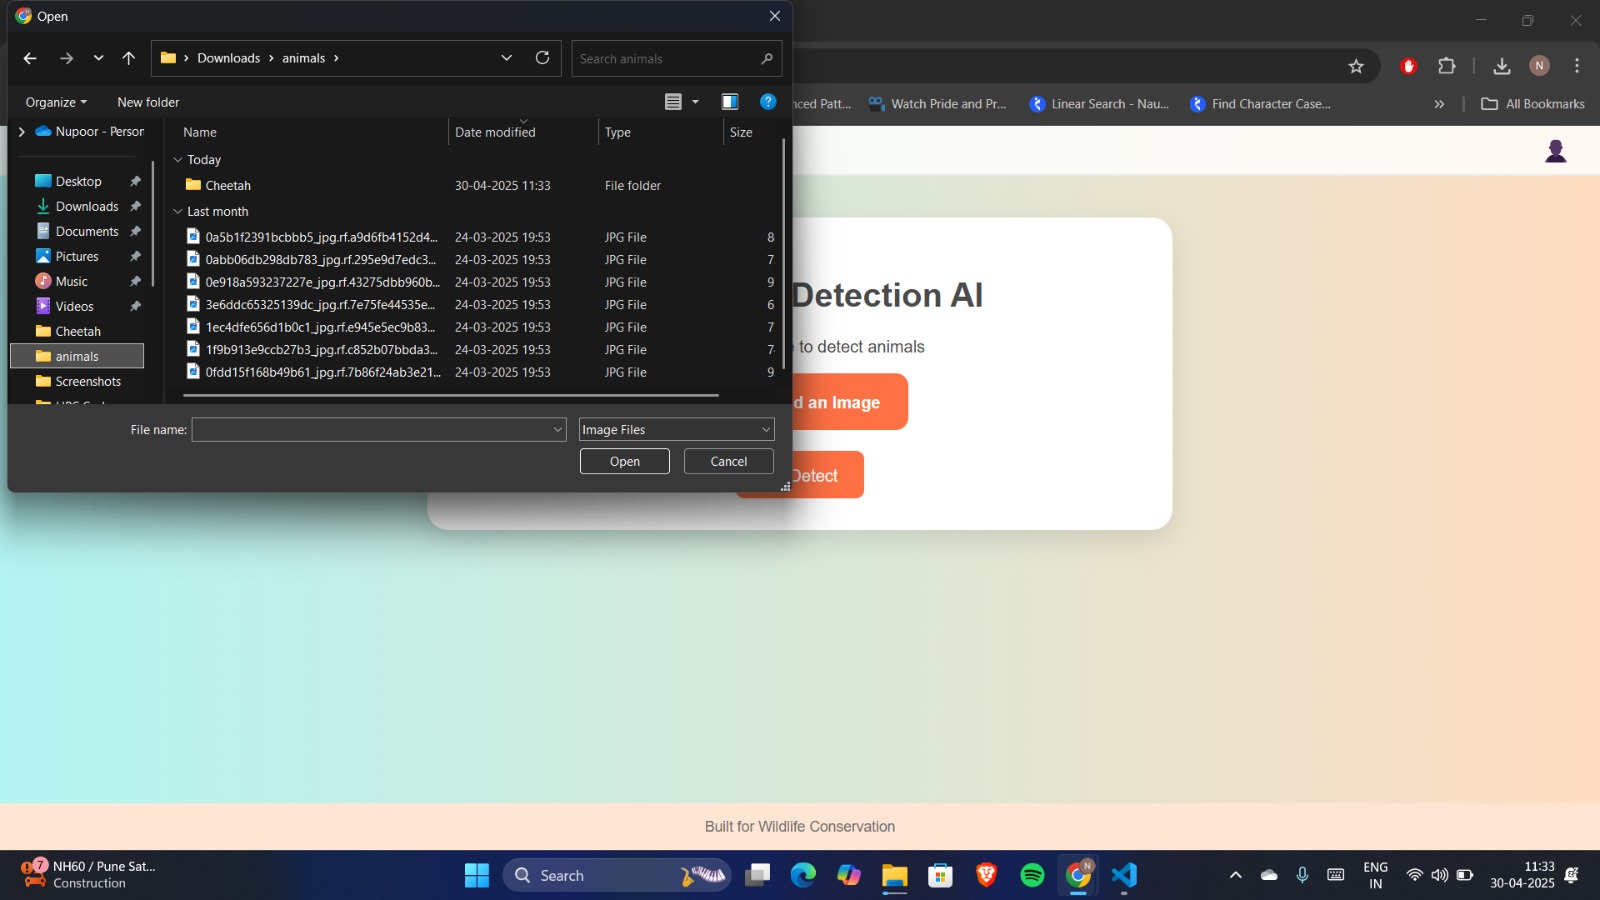 Open
Downloads › animals ›
Search animals
Organize
New folder
Nupoor - Person
Desktop
Downloads
Documents
Pictures
Music
Videos
Cheetah
animals
Screenshots
Name Date modified Type Size
Today
Cheetah 30-04-2025 11:33 File folder
Last month
0a5b1f2391bcbbb5_jpg.rf.a9d6fb4152d4... 24-03-2025 19:53 JPG File 8
0abb06db298db783_jpg.rf.295e9d7edc3... 24-03-2025 19:53 JPG File 7
0e918a593237227e_jpg.rf.43275dbb960b... 24-03-2025 19:53 JPG File 9
3e6ddc65325139dc_jpg.rf.7e75fe44535e... 24-03-2025 19:53 JPG File 6
1ec4dfe656d1b0c1_jpg.rf.e945e5ec9b83... 24-03-2025 19:53 JPG File 7
1f9b913e9ccb27b3_jpg.rf.c852b07bbda3... 24-03-2025 19:53 JPG File 7
0fdd15f168b49b61_jpg.rf.7b86f24ab3e21... 24-03-2025 19:53 JPG File 9
File name:
Image Files
Open
Cancel
N
nced Patt...
Watch Pride and Pr...
Linear Search - Nau...
Find Character Case...
»
All Bookmarks
Detection AI
to detect animals
d an Image
Detect
Built for Wildlife Conservation
7
NH60 / Pune Sat...
Construction
Search
N
ENG
IN
11:33
30-04-2025